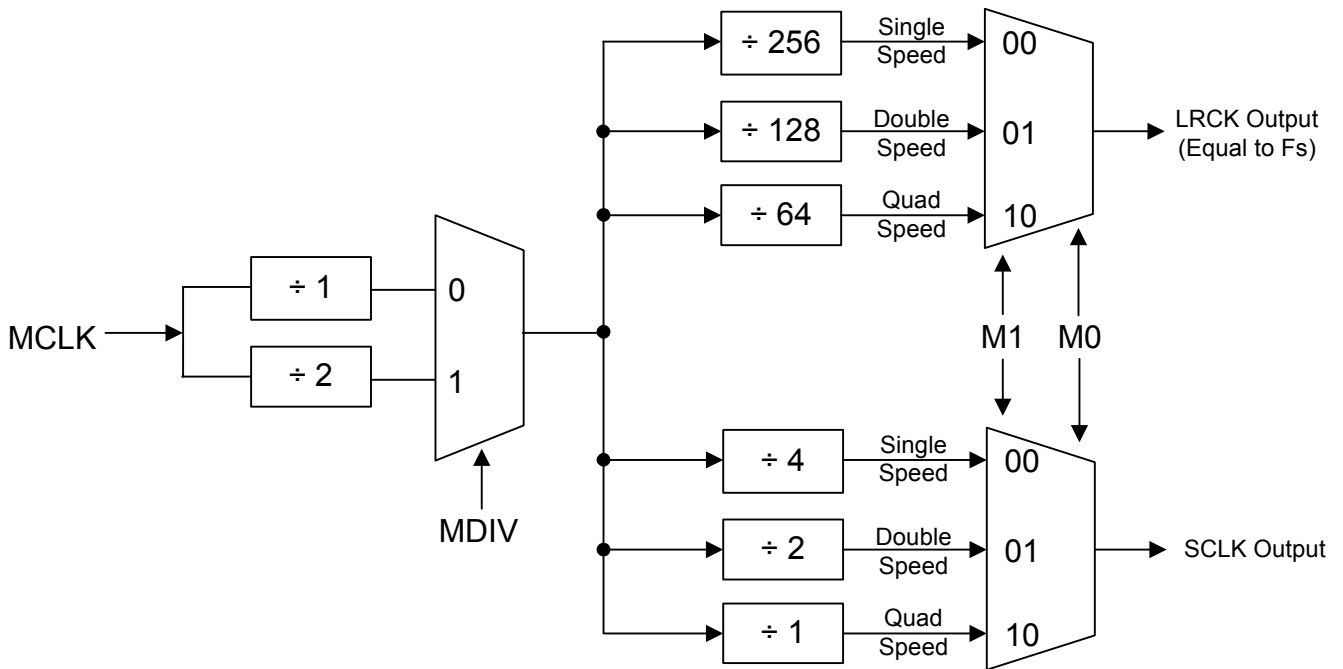 ÷ 256
Single
Speed
00
÷ 128
Double
Speed
01
LRCK Output
(Equal to Fs)
÷ 64
Quad
Speed
10
÷ 1
0
MCLK
÷ 2
1
MDIV
M1
M0
÷ 4
Single
Speed
00
÷ 2
Double
Speed
01
SCLK Output
÷ 1
Quad
Speed
10